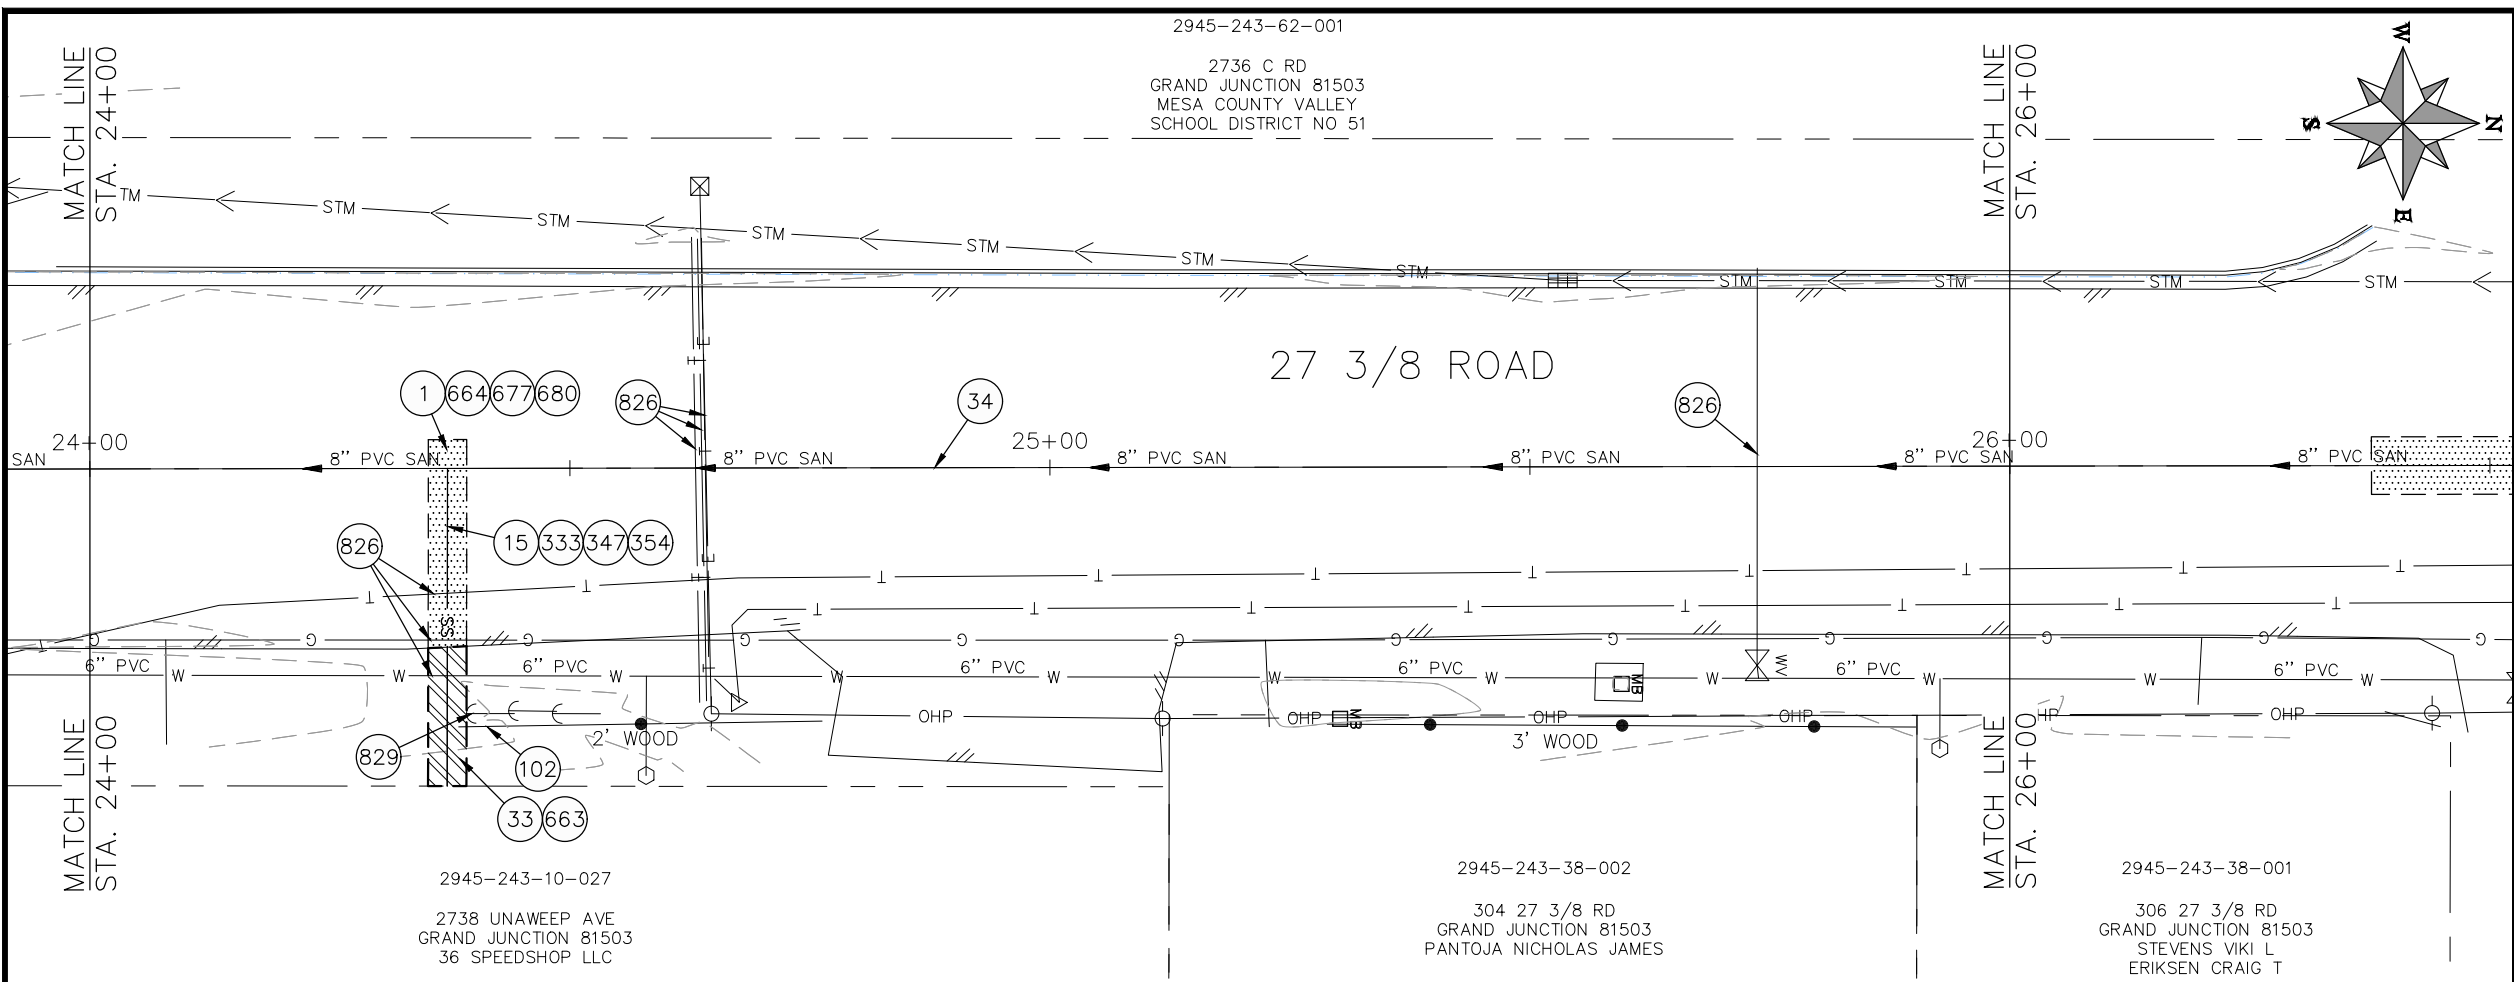 2945-243-62-001
2736 C RD
GRAND JUNCTION 81503
MESA COUNTY VALLEY
SCHOOL DISTRICT NO 51
MATCH LINE
STA. 24+00
MATCH LINE
STA. 26+00
W
N
S
E
TM STM STM STM STM STM STM STM STM STM STM
27 3/8 ROAD
1 664 677 680
826
34
826
24+00
25+00
26+00
SAN 8" PVC SAN 8" PVC SAN 8" PVC SAN 8" PVC SAN 8" PVC SAN 8" PVC SAN
E
T
826
15 333 347 354
E
T
T T T T T T T T T T
T T T T T T T T
SS
T G G G G G G G G G G G G
6" PVC W W 6" PVC W W 6" PVC W W 6" PVC W W 6" PVC W W 6" PVC W
T
WV
MB
OHP OHP MB OHP OHP HP OHP
829
102
2' WOOD
3' WOOD
33 663
MATCH LINE
STA. 24+00
MATCH LINE
STA. 26+00
2945-243-10-027
2738 UNAWEEP AVE
GRAND JUNCTION 81503
36 SPEEDSHOP LLC
2945-243-38-002
304 27 3/8 RD
GRAND JUNCTION 81503
PANTOJA NICHOLAS JAMES
2945-243-38-001
306 27 3/8 RD
GRAND JUNCTION 81503
STEVENS VIKI L
ERIKSEN CRAIG T